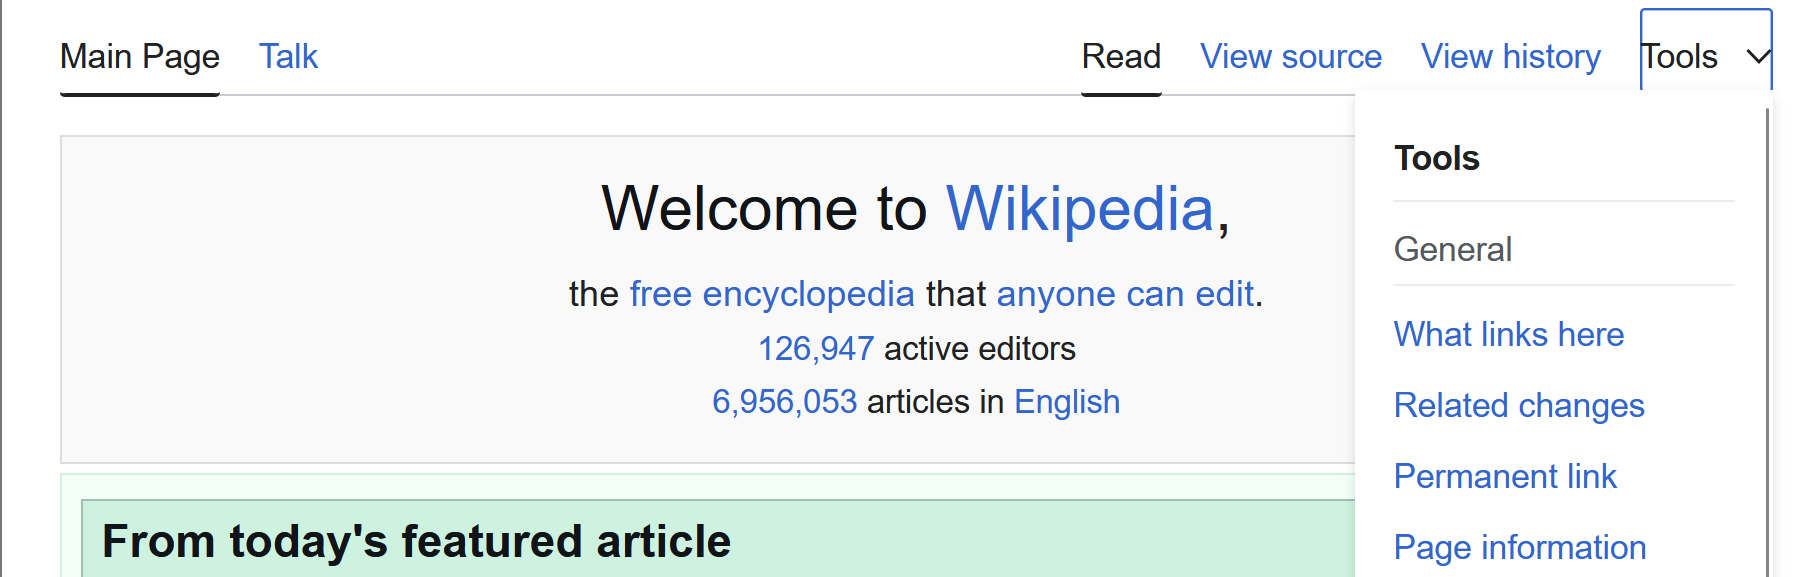 Main Page Talk Read View source View history Tools
Welcome to Wikipedia,
the free encyclopedia that anyone can edit.
126,947 active editors
6,956,053 articles in English
From today's featured article
Tools
General
What links here
Related changes
Permanent link
Page information